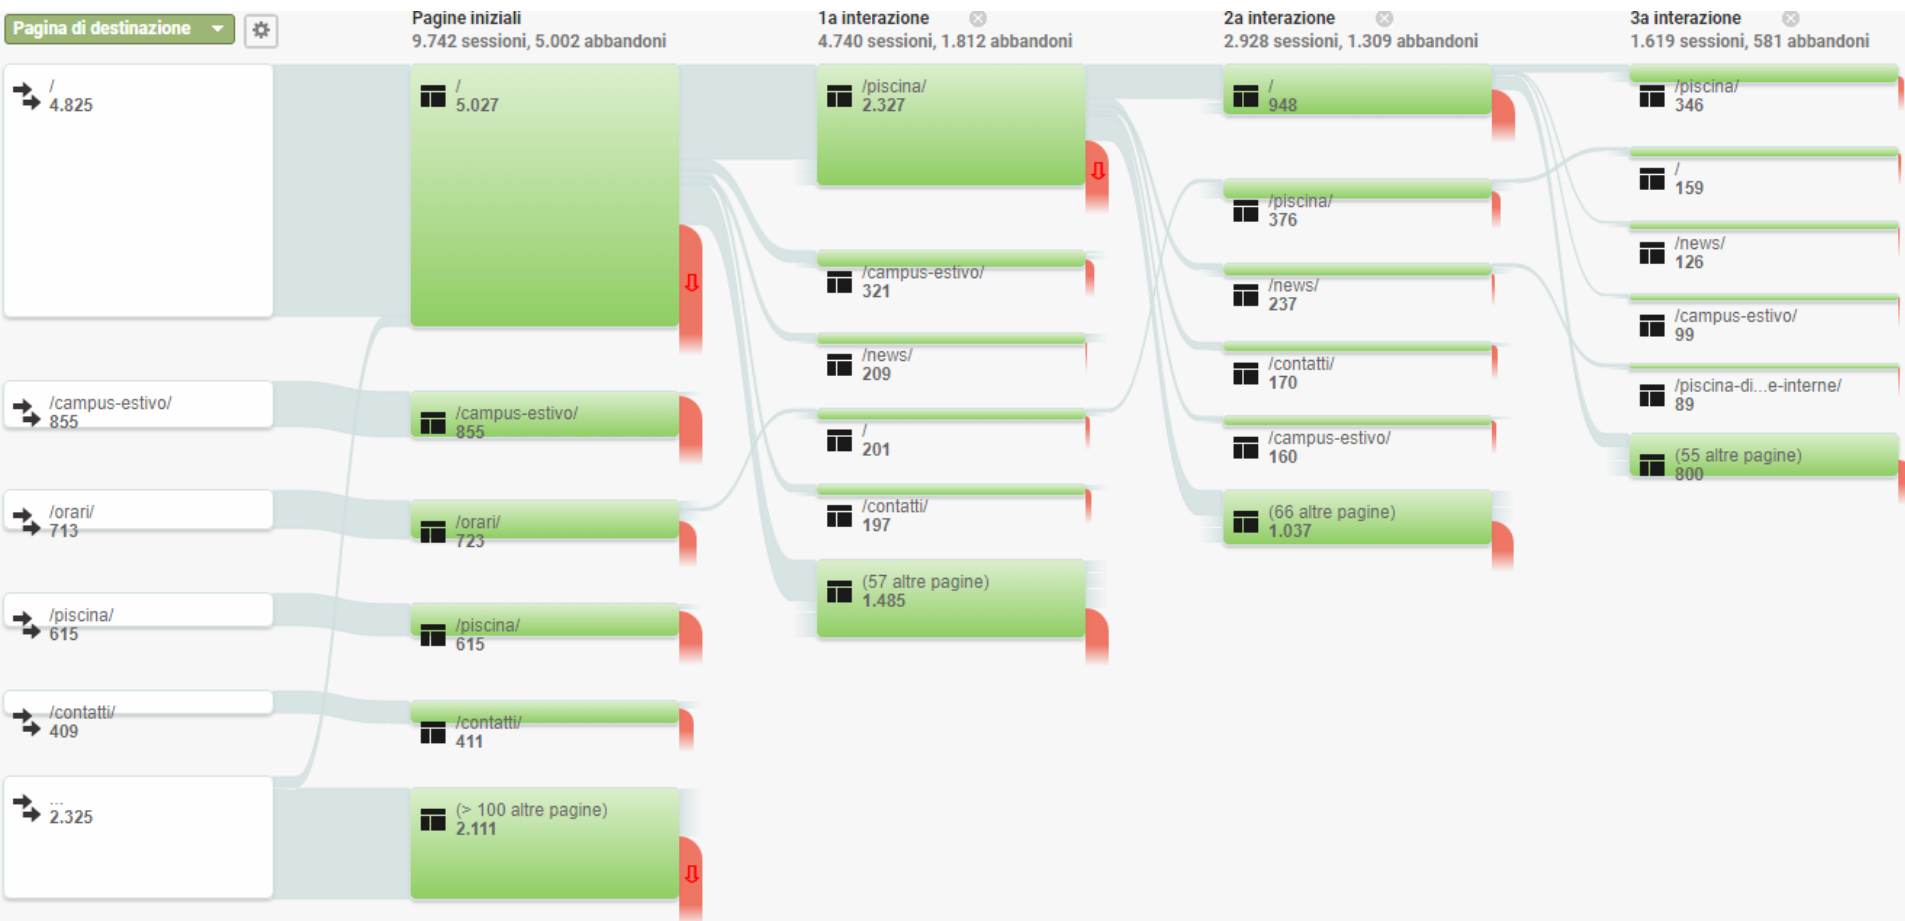 Pagina di destinazione
Pagine iniziali
9.742 sessioni, 5.002 abbandoni
1a interazione
4.740 sessioni, 1.812 abbandoni
2a interazione
2.928 sessioni, 1.309 abbandoni
3a interazione
1.619 sessioni, 581 abbandoni
/
4.825
/campus-estivo/
855
/orari/
713
/piscina/
615
/contatti/
409
...
2.325
/
5.027
/campus-estivo/
855
/orari/
723
/piscina/
615
/contatti/
411
(> 100 altre pagine)
2.111
/piscina/
2.327
/campus-estivo/
321
/news/
209
/
201
/contatti/
197
(57 altre pagine)
1.485
/
948
/piscina/
376
/news/
237
/contatti/
170
/campus-estivo/
160
(66 altre pagine)
1.037
/piscina/
346
/
159
/news/
126
/campus-estivo/
99
/piscina-di...e-interne/
89
(55 altre pagine)
800